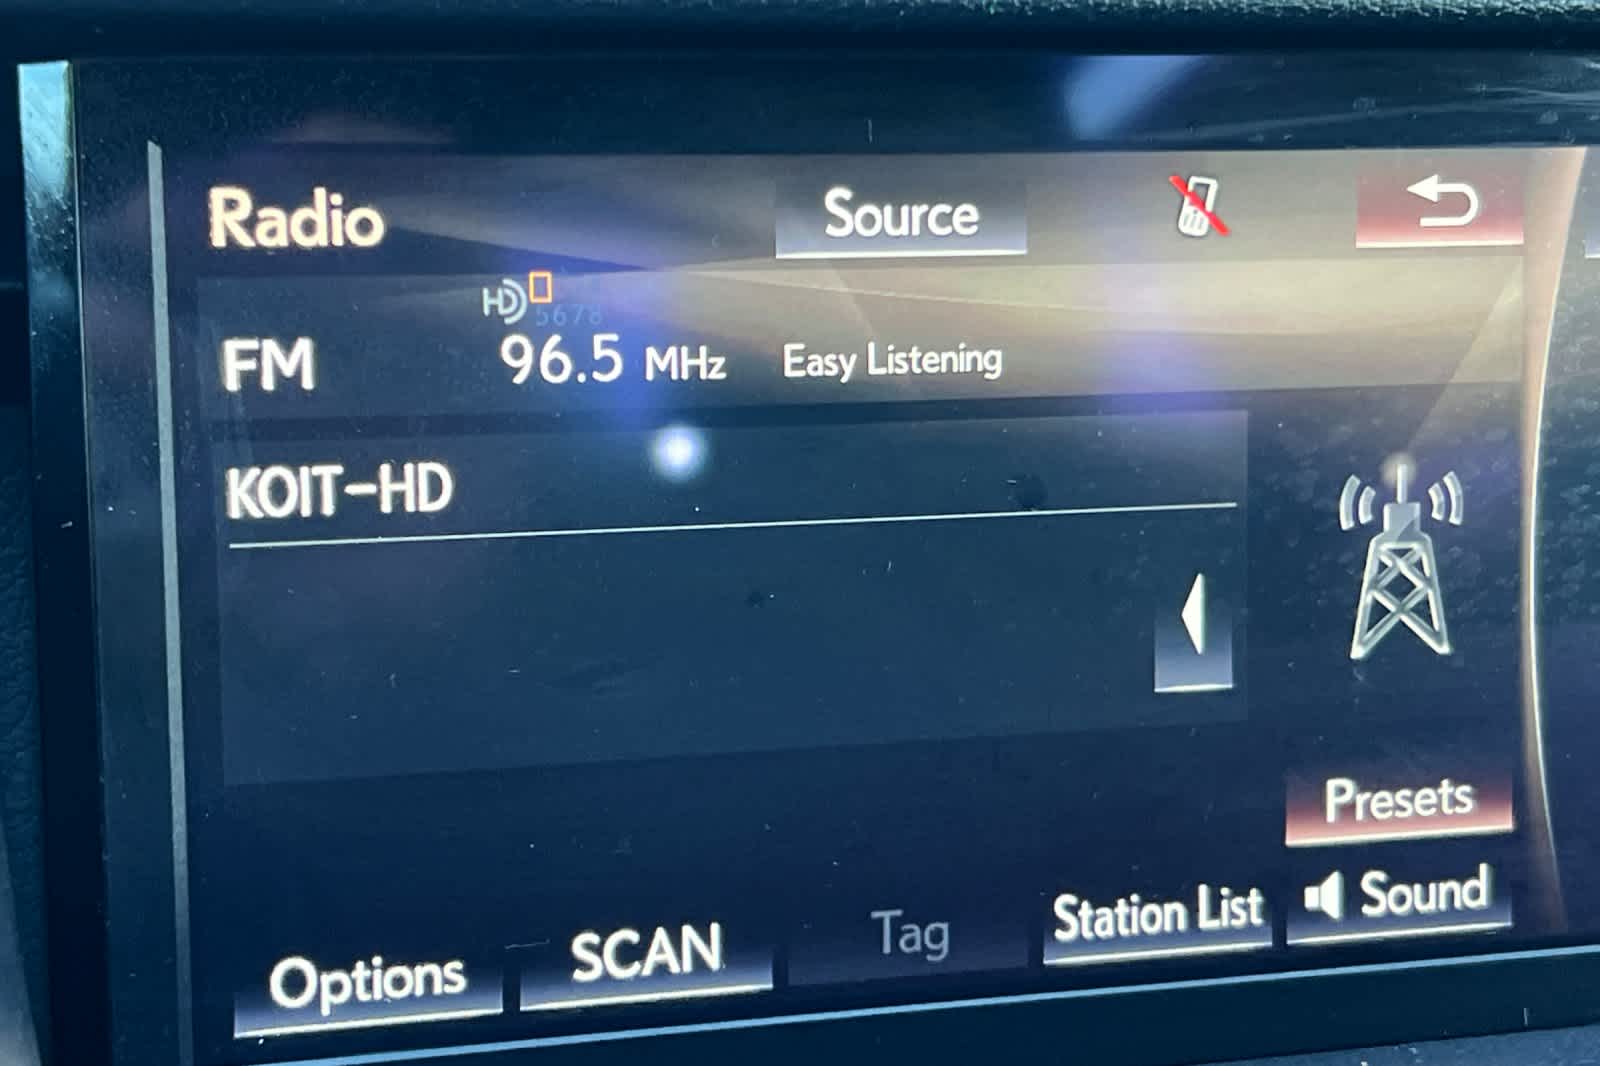 Radio
Source
HD
5678
FM 96.5 MHz Easy Listening
KOIT-HD
Presets
Options SCAN Tag Station List Sound